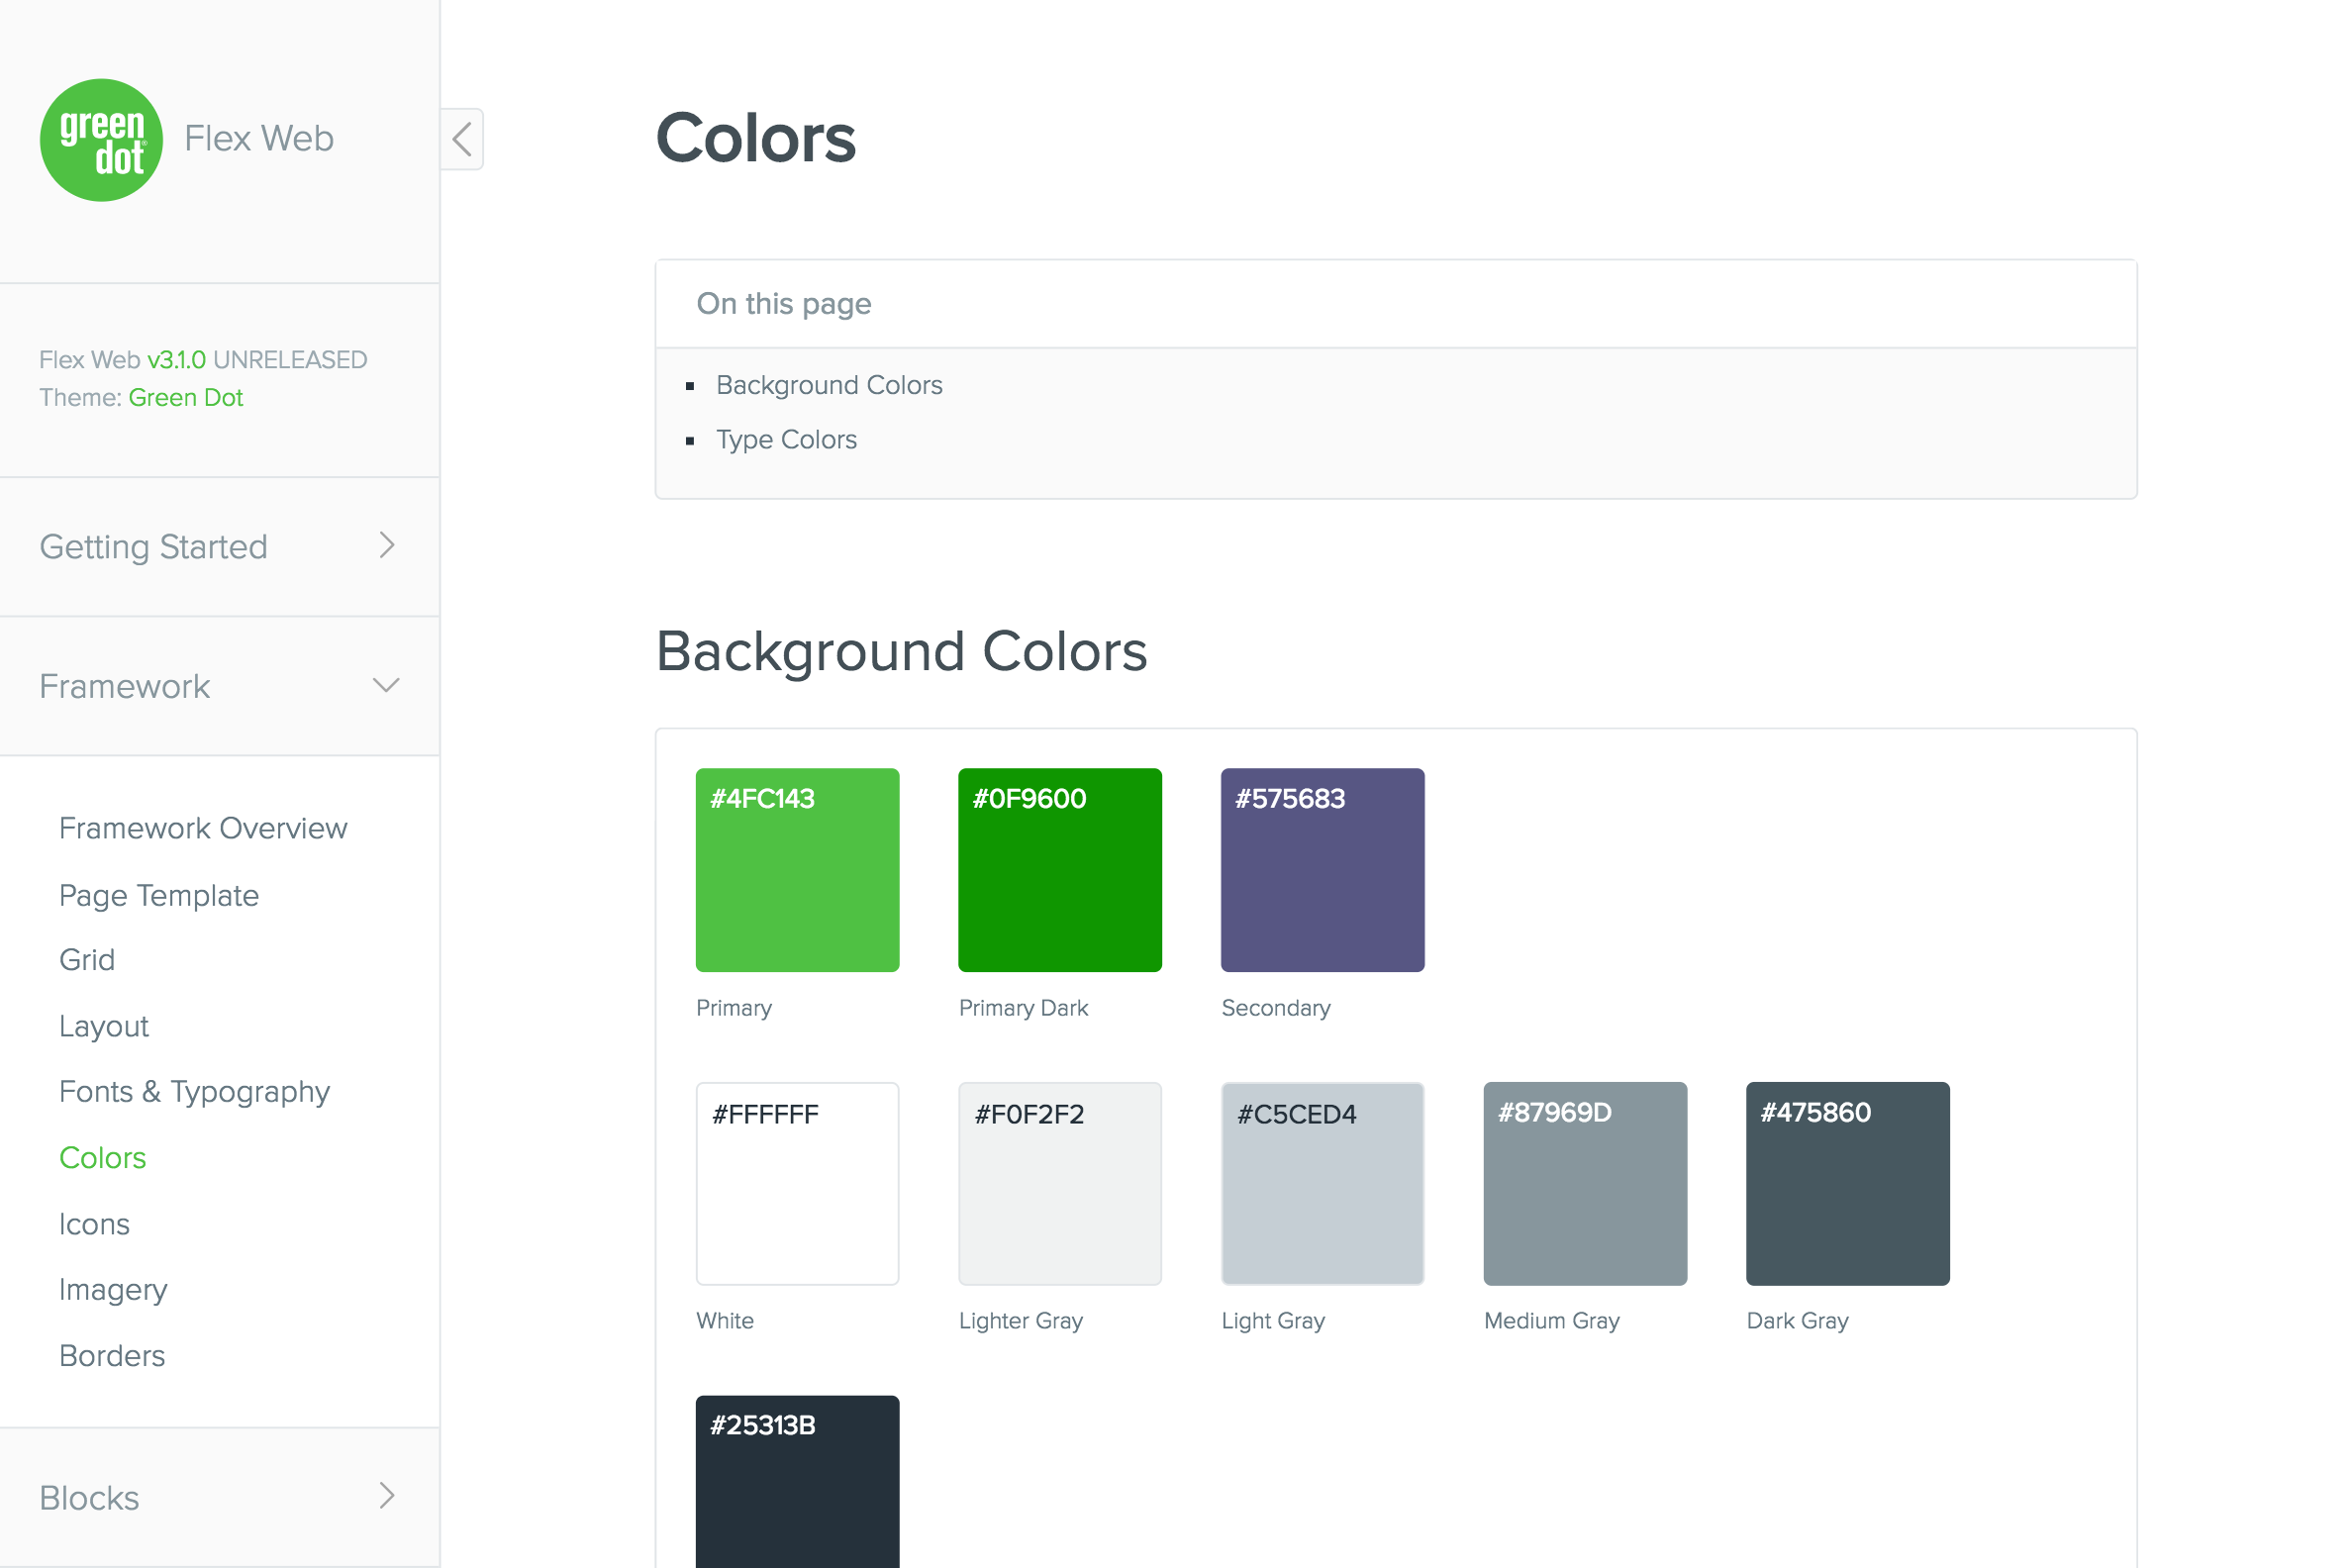 green
dot®
Flex Web
Flex Web v3.1.0 UNRELEASED
Theme: Green Dot
Getting Started
Framework
Framework Overview
Page Template
Grid
Layout
Fonts & Typography
Colors
Icons
Imagery
Borders
Blocks
Colors
On this page
Background Colors
Type Colors
Background Colors
#4FC143
#0F9600
#575683
Primary
Primary Dark
Secondary
#FFFFFF
#F0F2F2
#C5CED4
#87969D
#475860
White
Lighter Gray
Light Gray
Medium Gray
Dark Gray
#25313B